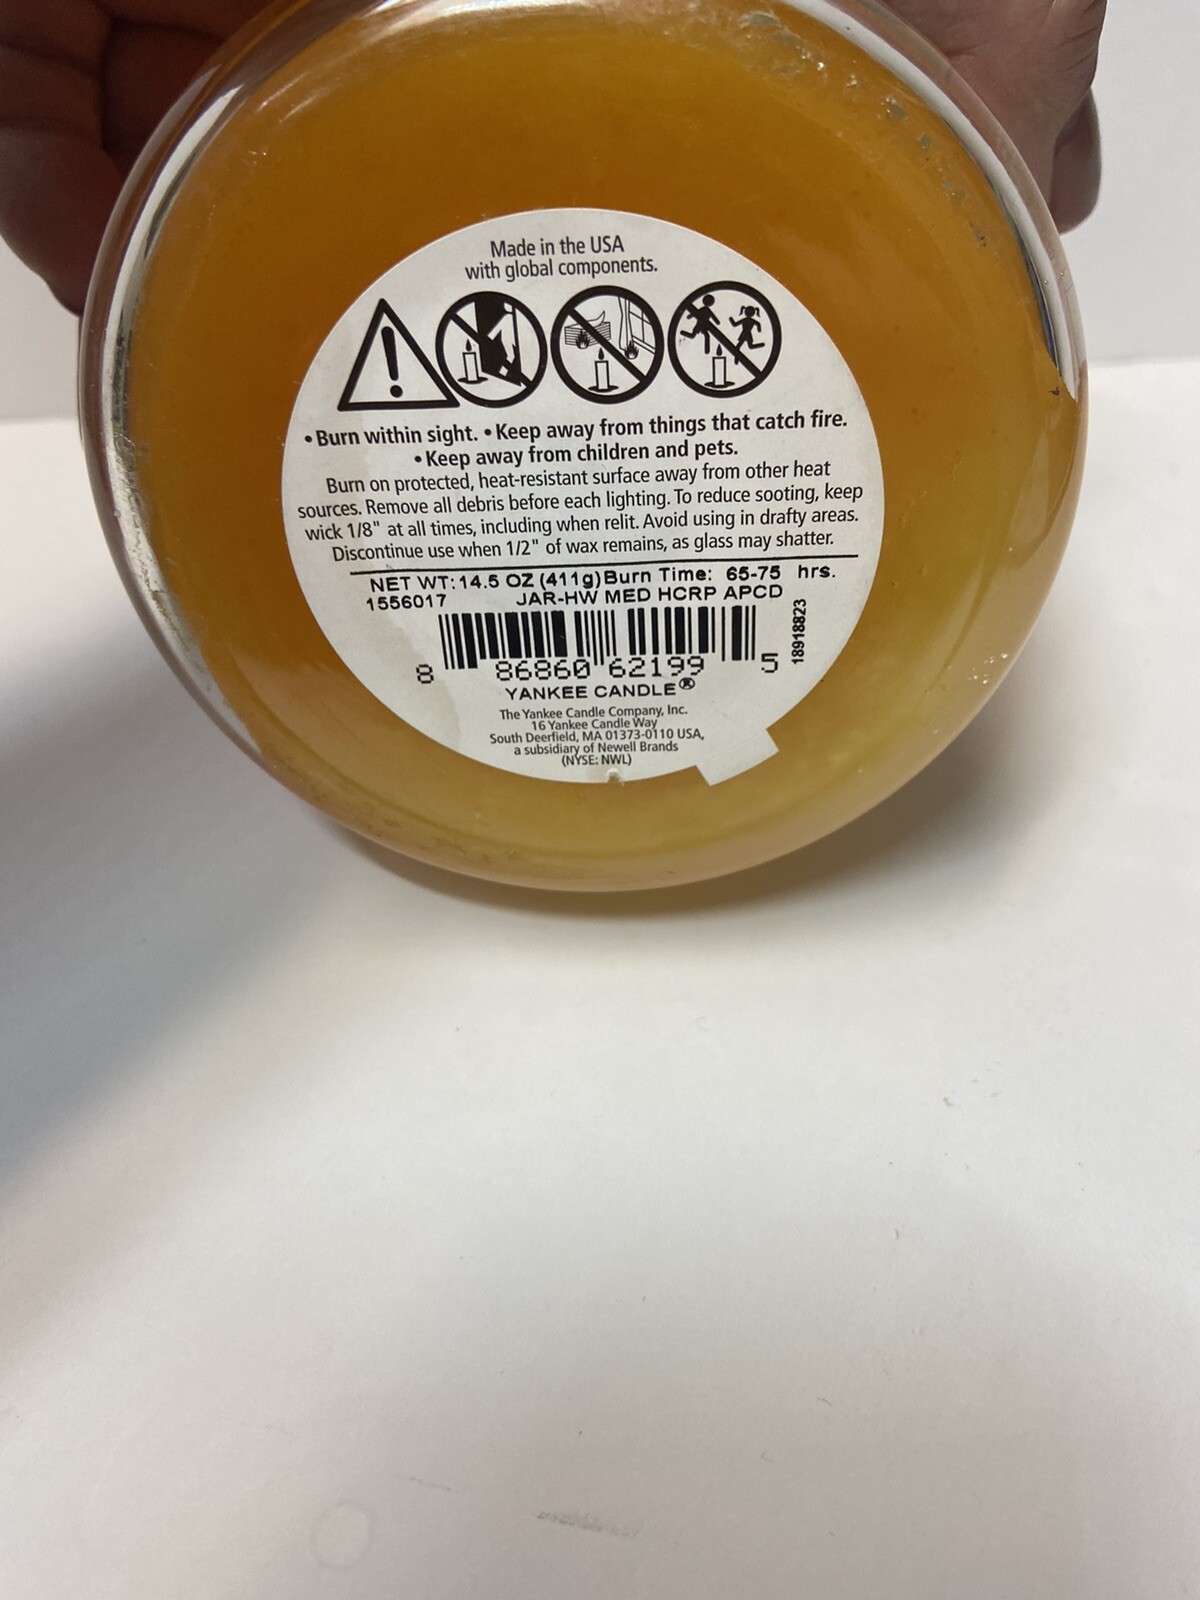 Made in the USA
with global components.
• Burn within sight. • Keep away from things that catch fire.
• Keep away from children and pets.
Burn on protected, heat-resistant surface away from other heat
sources. Remove all debris before each lighting. To reduce sooting, keep
wick 1/8" at all times, including when relit. Avoid using in drafty areas.
Discontinue use when 1/2" of wax remains, as glass may shatter.
NET WT: 14.5 OZ (411g) Burn Time: 65-75 hrs.
1556017 JAR-HW MED HCRP APCD
18918823
8 86860 62199 5
YANKEE CANDLE®
The Yankee Candle Company, Inc.
16 Yankee Candle Way
South Deerfield, MA 01373-0110 USA,
a subsidiary of Newell Brands
(NYSE: NWL)